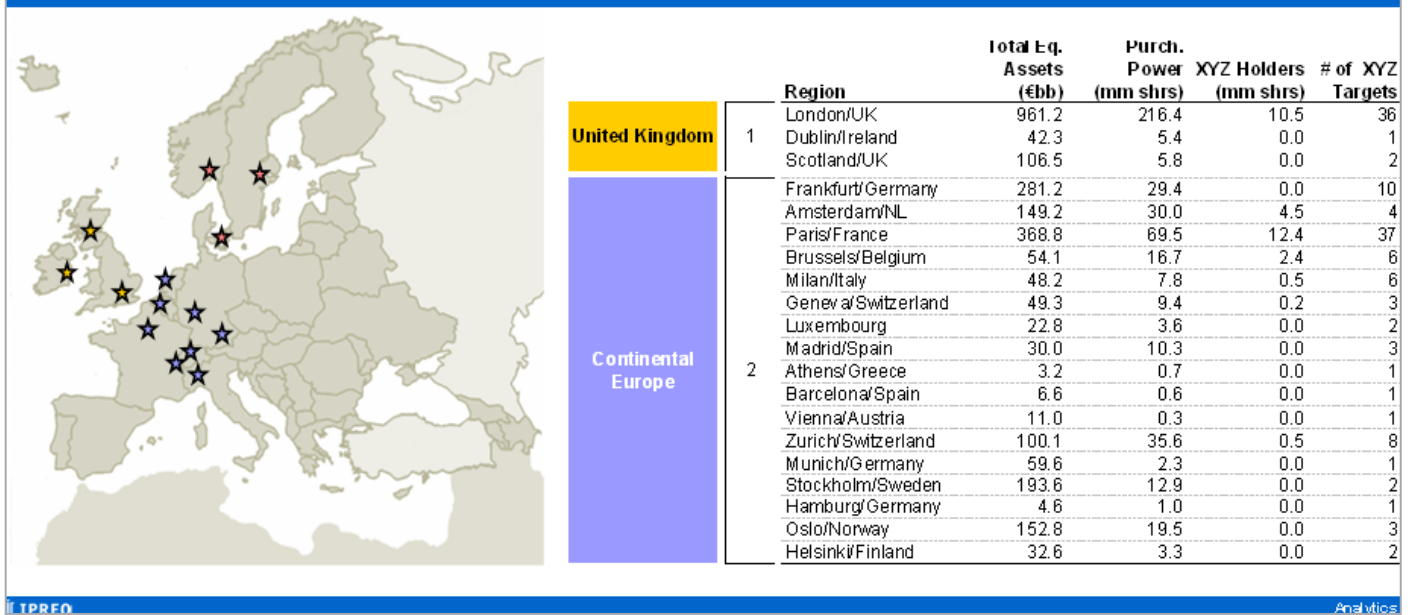 Total Eq. Purch.
Assets Power XYZ Holders # of XYZ
Region (€bb) (mm shrs) (mm shrs) Targets
United Kingdom 1
London/UK 961.2 216.4 10.5 36
Dublin/Ireland 42.3 5.4 0.0 1
Scotland/UK 106.5 5.8 0.0 2
Continental
Europe
2
Frankfurt/Germany 281.2 29.4 0.0 10
Amsterdam/NL 149.2 30.0 4.5 4
Paris/France 368.8 69.5 12.4 37
Brussels/Belgium 54.1 16.7 2.4 6
Milan/Italy 48.2 7.8 0.5 6
Geneva/Switzerland 49.3 9.4 0.2 3
Luxembourg 22.8 3.6 0.0 2
Madrid/Spain 30.0 10.3 0.0 3
Athens/Greece 3.2 0.7 0.0 1
Barcelona/Spain 6.6 0.6 0.0 1
Vienna/Austria 11.0 0.3 0.0 1
Zurich/Switzerland 100.1 35.6 0.5 8
Munich/Germany 59.6 2.3 0.0 1
Stockholm/Sweden 193.6 12.9 0.0 2
Hamburg/Germany 4.6 1.0 0.0 1
Oslo/Norway 152.8 19.5 0.0 3
Helsinki/Finland 32.6 3.3 0.0 2
IPREO Analytics